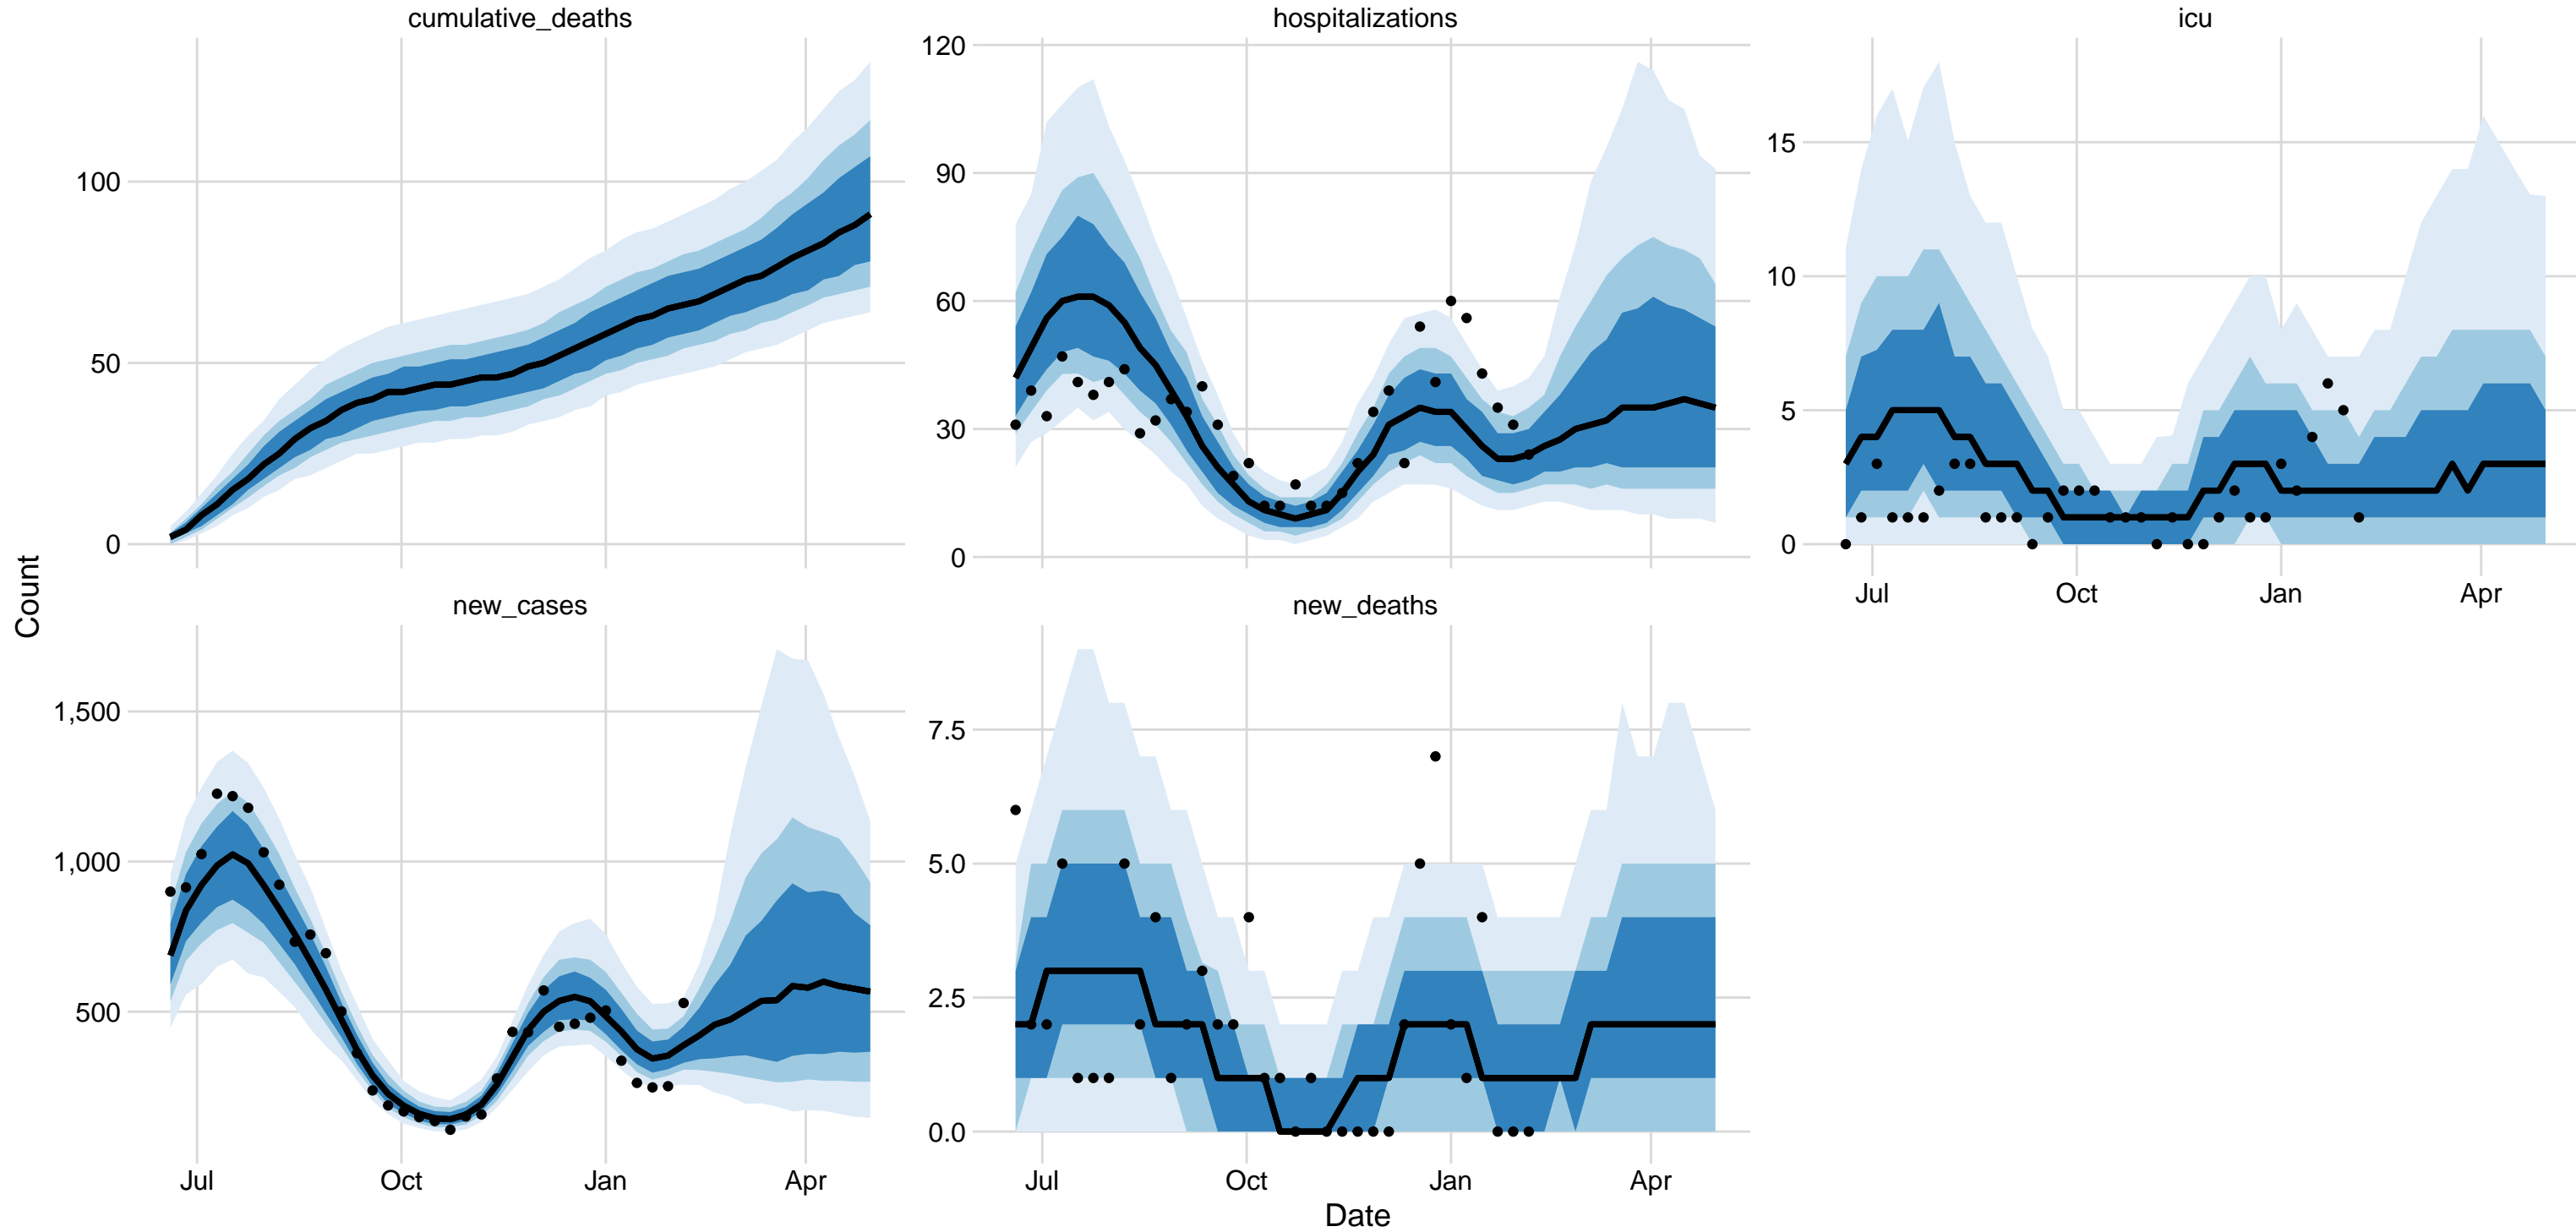 cumulative_deaths
hospitalizations
icu
100
50
0
120
90
60
30
0
15
10
5
0
Jul Oct Jan Apr
Count
new_cases
new_deaths
1,500
1,000
500
7.5
5.0
2.5
0.0
Jul Oct Jan Apr
Jul Oct Jan Apr
Date